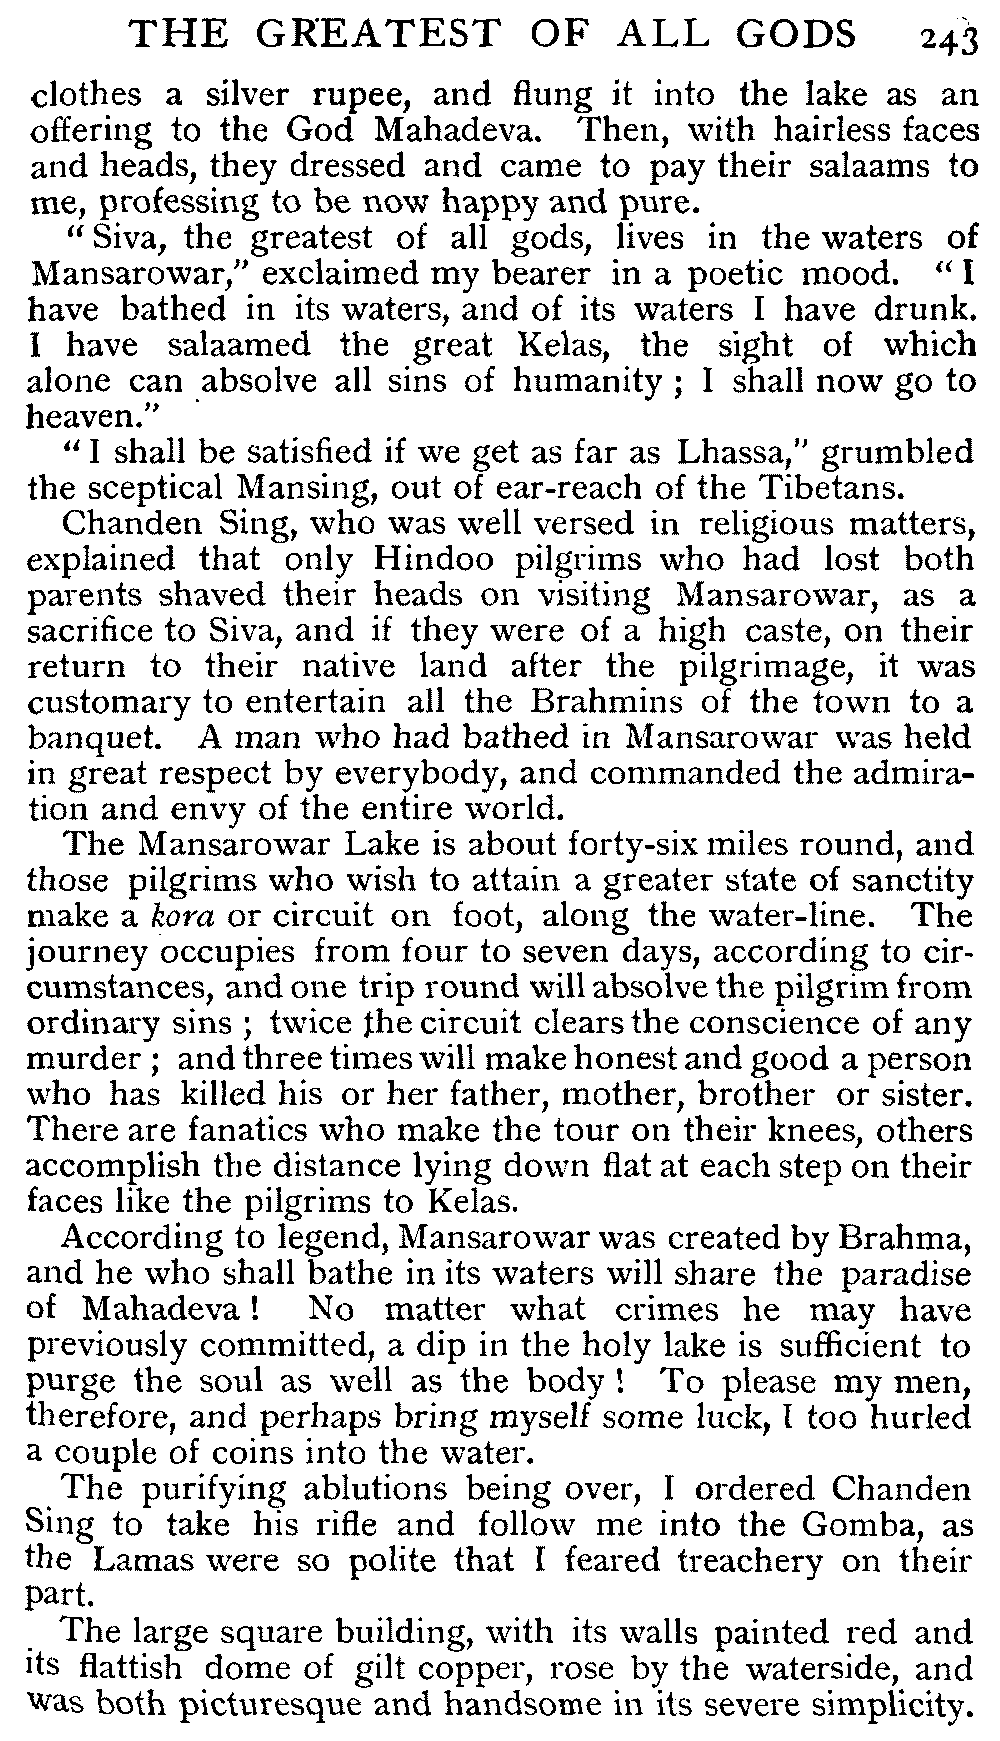 THE GREATEST OF ALL GODS 243
clothes a silver rupee, and flung it into the lake as an
offering to the God Mahadeva. Then, with hairless faces
and heads, they dressed and came to pay their salaams to
me, professing to be now happy and pure.
"Siva, the greatest of all gods, lives in the waters of
Mansarowar," exclaimed my bearer in a poetic mood. "I
have bathed in its waters, and of its waters I have drunk.
I have salaamed the great Kelas, the sight of which
alone can absolve all sins of humanity; I shall now go to
heaven."
"I shall be satisfied if we get as far as Lhassa," grumbled
the sceptical Mansing, out of ear-reach of the Tibetans.
Chanden Sing, who was well versed in religious matters,
explained that only Hindoo pilgrims who had lost both
parents shaved their heads on visiting Mansarowar, as a
sacrifice to Siva, and if they were of a high caste, on their
return to their native land after the pilgrimage, it was
customary to entertain all the Brahmins of the town to a
banquet. A man who had bathed in Mansarowar was held
in great respect by everybody, and commanded the admira-
tion and envy of the entire world.
The Mansarowar Lake is about forty-six miles round, and
those pilgrims who wish to attain a greater state of sanctity
make a kora or circuit on foot, along the water-line. The
journey occupies from four to seven days, according to cir-
cumstances, and one trip round will absolve the pilgrim from
ordinary sins; twice the circuit clears the conscience of any
murder; and three times will make honest and good a person
who has killed his or her father, mother, brother or sister.
There are fanatics who make the tour on their knees, others
accomplish the distance lying down flat at each step on their
faces like the pilgrims to Kelas.
According to legend, Mansarowar was created by Brahma,
and he who shall bathe in its waters will share the paradise
of Mahadeva! No matter what crimes he may have
previously committed, a dip in the holy lake is sufficient to
purge the soul as well as the body! To please my men,
therefore, and perhaps bring myself some luck, I too hurled
a couple of coins into the water.
The purifying ablutions being over, I ordered Chanden
Sing to take his rifle and follow me into the Gomba, as
the Lamas were so polite that I feared treachery on their
part.
The large square building, with its walls painted red and
its flattish dome of gilt copper, rose by the waterside, and
was both picturesque and handsome in its severe simplicity.